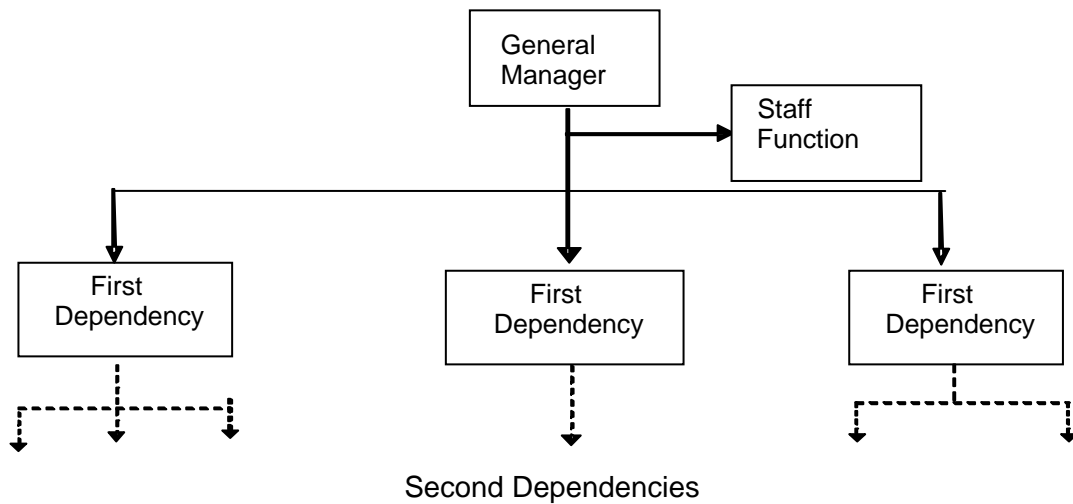 General
Manager
Staff
Function
First
Dependency
First
Dependency
First
Dependency
Second Dependencies